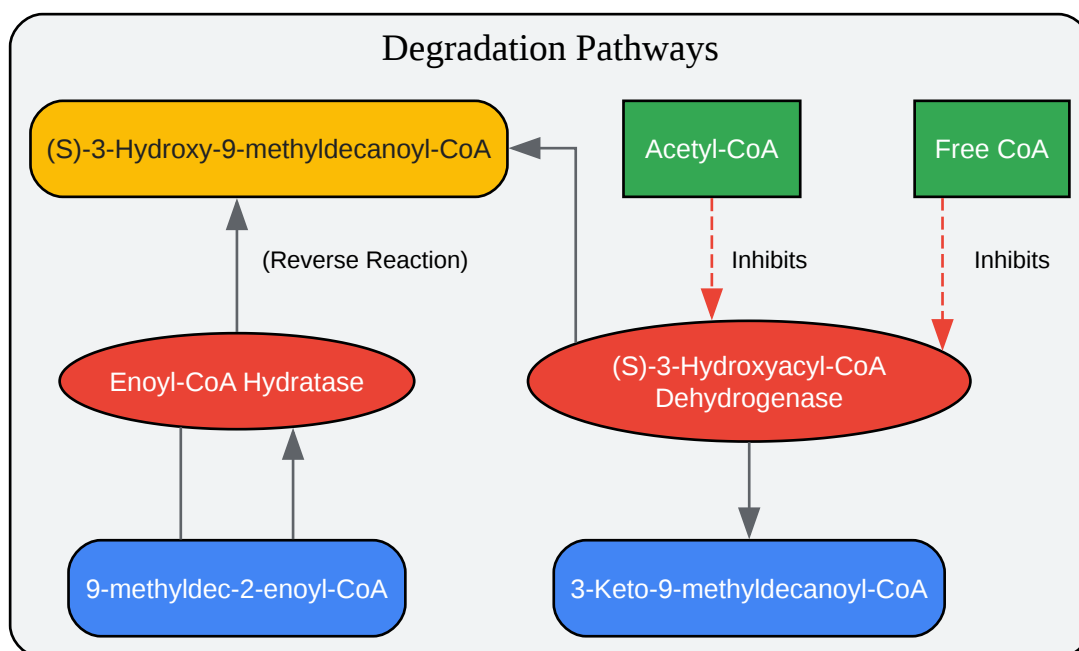 Degradation Pathways
(S)-3-Hydroxy-9-methyldecanoyl-CoA
Acetyl-CoA
Free CoA
(Reverse Reaction)
Inhibits
Inhibits
Enoyl-CoA Hydratase
(S)-3-Hydroxyacyl-CoA
Dehydrogenase
9-methyldec-2-enoyl-CoA
3-Keto-9-methyldecanoyl-CoA